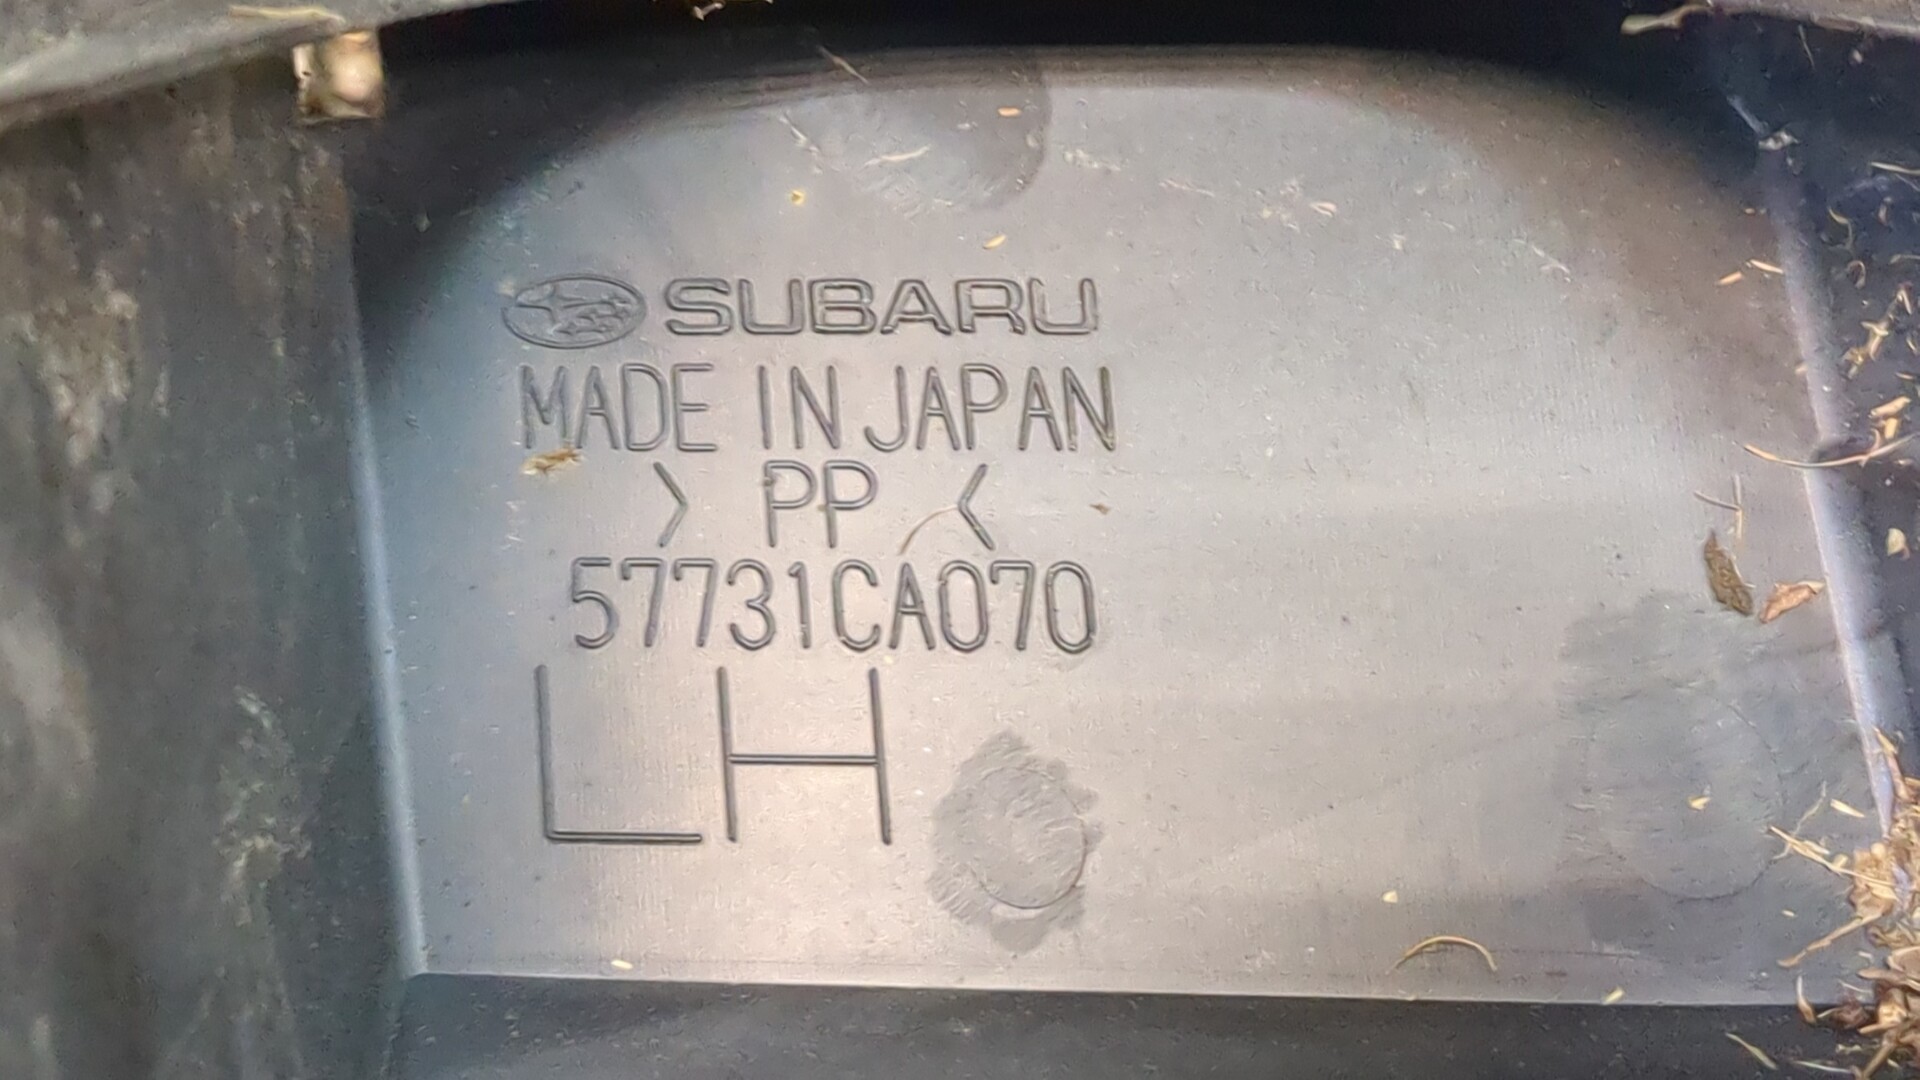 SUBARU
MADE IN JAPAN
>PP<
57731CA070
LH